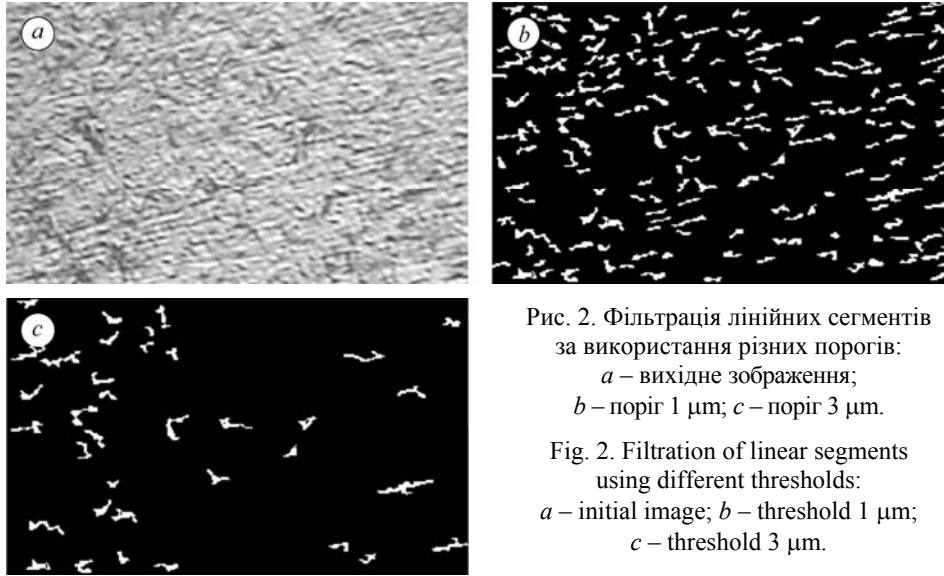 a
b
c
Рис. 2. Фільтрація лінійних сегментів
за використання різних порогів:
a – вихідне зображення;
b – поріг 1 μm; c – поріг 3 μm.
Fig. 2. Filtration of linear segments
using different thresholds:
a – initial image; b – threshold 1 μm;
c – threshold 3 μm.